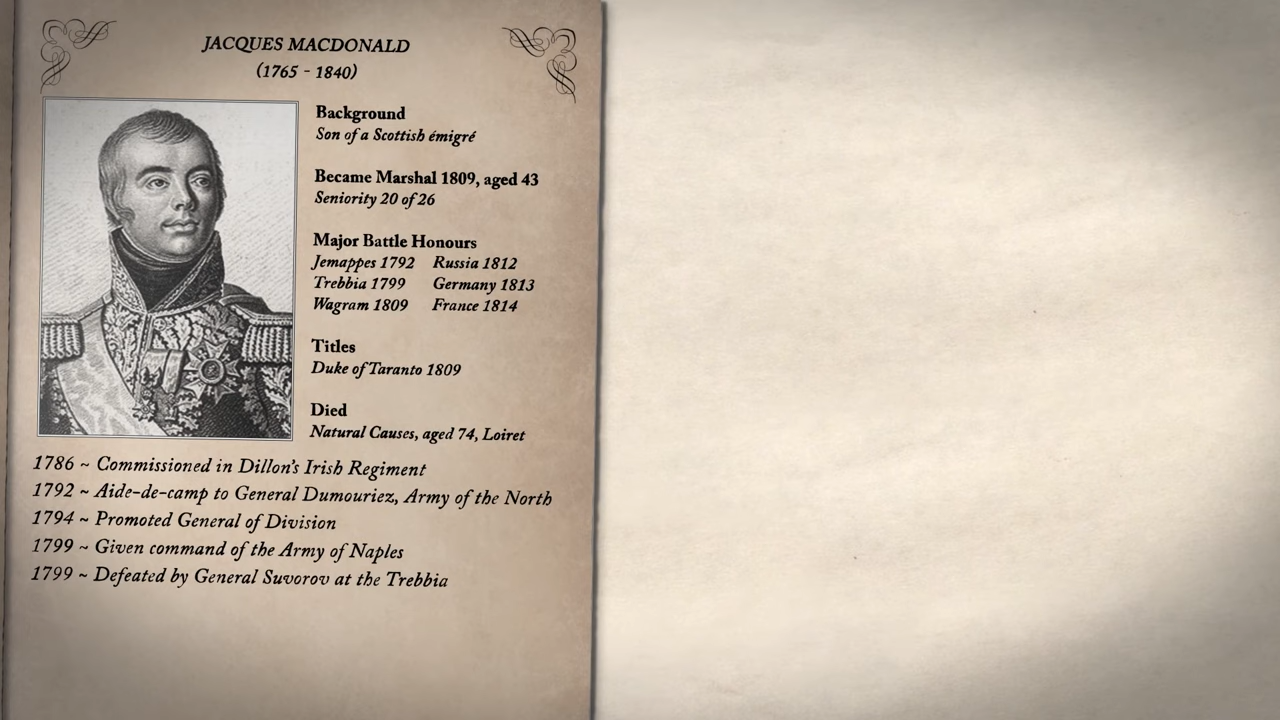 JACQUES MACDONALD
(1765 - 1840)
Background
Son of a Scottish émigré
Became Marshal 1809, aged 43
Seniority 20 of 26
Major Battle Honours
Jemappes 1792 Russia 1812
Trebbia 1799 Germany 1813
Wagram 1809 France 1814
Titles
Duke of Taranto 1809
Died
Natural Causes, aged 74, Loiret
1786 ~ Commissioned in Dillon's Irish Regiment
1792 ~ Aide-de-camp to General Dumouriez, Army of the North
1794 ~ Promoted General of Division
1799 ~ Given command of the Army of Naples
1799 ~ Defeated by General Suvorov at the Trebbia